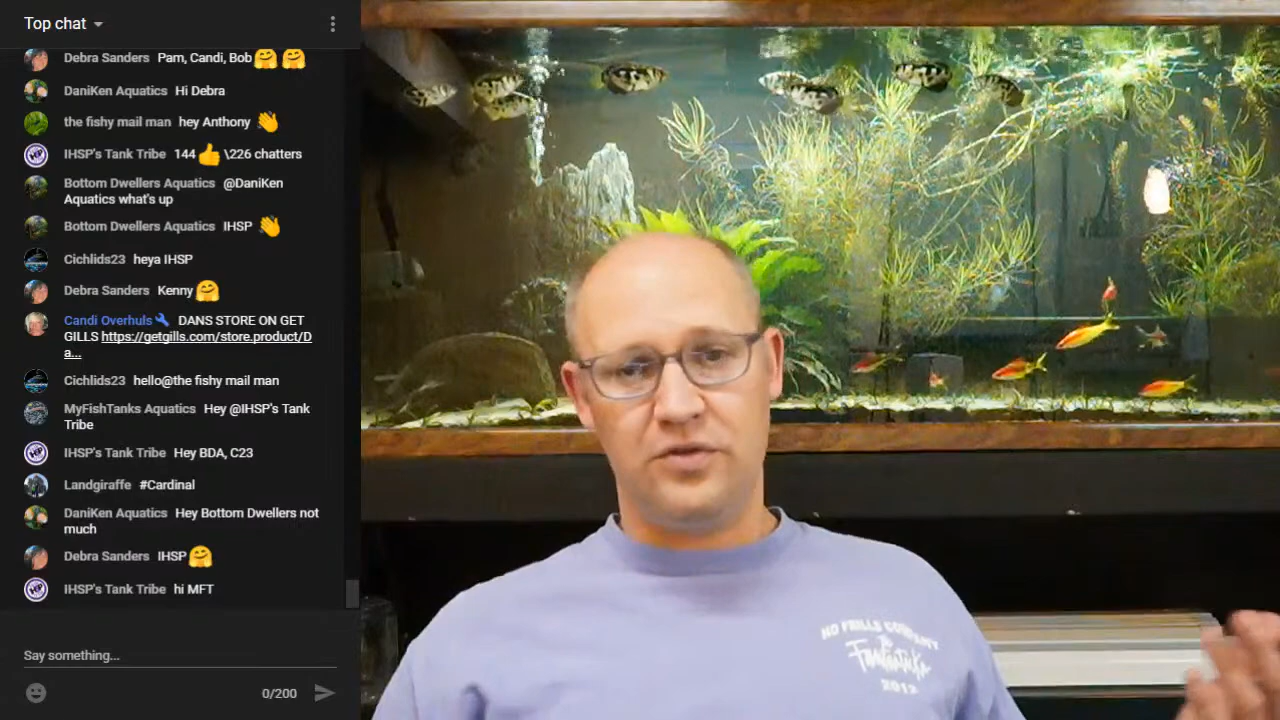 Top chat
Debra Sanders Pam, Candi, Bob🤗🤗
DaniKen Aquatics Hi Debra
the fishy mail man hey Anthony 👋
IHSP's Tank Tribe 144👍\226 chatters
Bottom Dwellers Aquatics @DaniKen
Aquatics what's up
Bottom Dwellers Aquatics IHSP 👋
Cichlids23 heya IHSP
Debra Sanders Kenny🤗
Candi Overhuls DANS STORE ON GET
GILLS https://getgills.com/store.product/D
a...
Cichlids23 hello@the fishy mail man
MyFishTanks Aquatics Hey @IHSP's Tank
Tribe
IHSP's Tank Tribe Hey BDA, C23
Landgiraffe #Cardinal
DaniKen Aquatics Hey Bottom Dwellers not
much
Debra Sanders IHSP🤗
IHSP's Tank Tribe hi MFT
Say something...
0/200
NO FRILLS COMPANY
Fantastick
2012